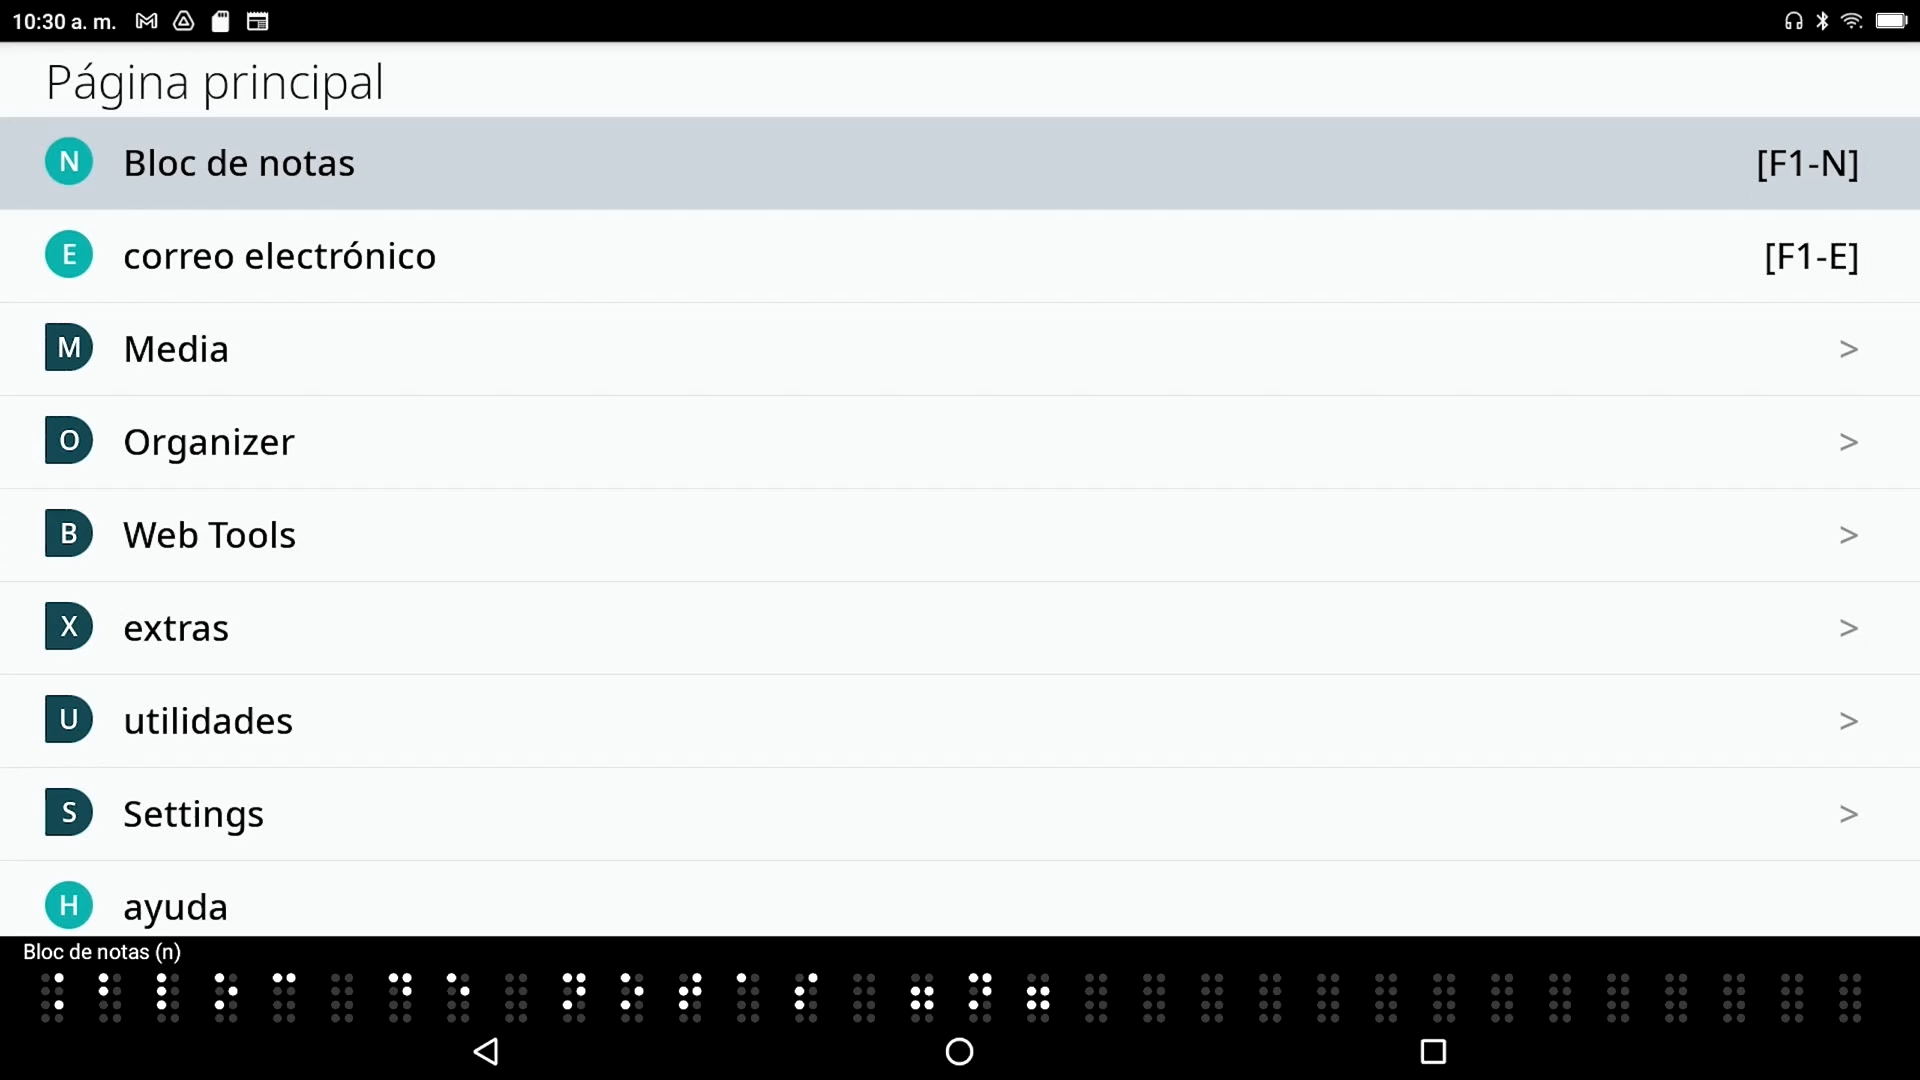 10:30 a. m.
Página principal
N Bloc de notas [F1-N]
E correo electrónico [F1-E]
M Media >
O Organizer >
B Web Tools >
X extras >
U utilidades >
S Settings >
H ayuda
Bloc de notas (n)